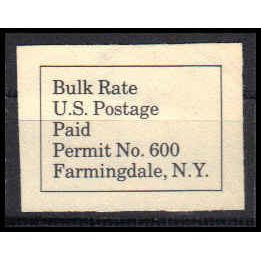 Bulk Rate
U.S. Postage
Paid
Permit No. 600
Farmingdale, N.Y.